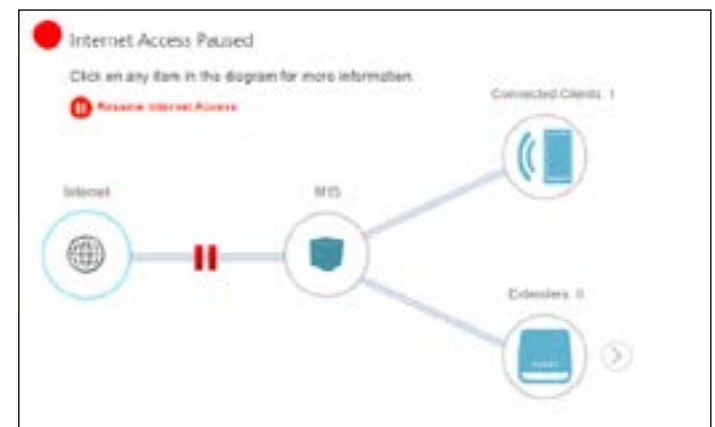 Internet Access Paused
Click on any item in the diagram for more information.
Resume Internet Access
Connected Clients: 1
Internet
M15
Extenders: 0